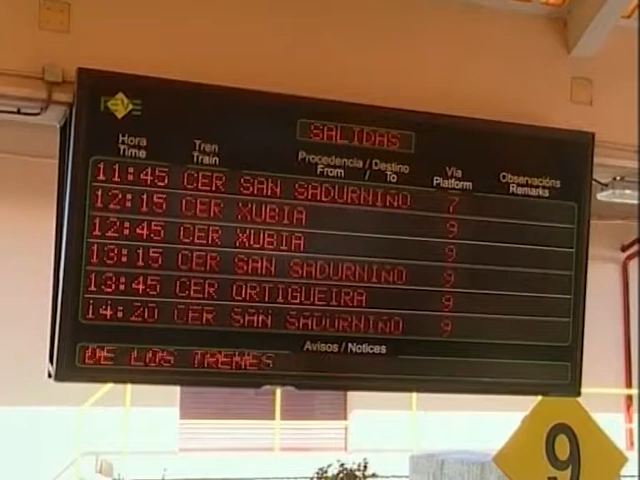 FEVE
SALIDAS
Hora Tren Procedencia / Destino Vía Observacións
Time Train From / To Platform Remarks
11:45 CER SAN SADURNIÑO 7
12:15 CER XUBIA 9
12:45 CER XUBIA 9
13:15 CER SAN SADURNIÑO 9
13:45 CER ORTIGUEIRA 9
14:20 CER SAN SADURNIÑO 9
Avisos / Notices
DE LOS TRENES
9